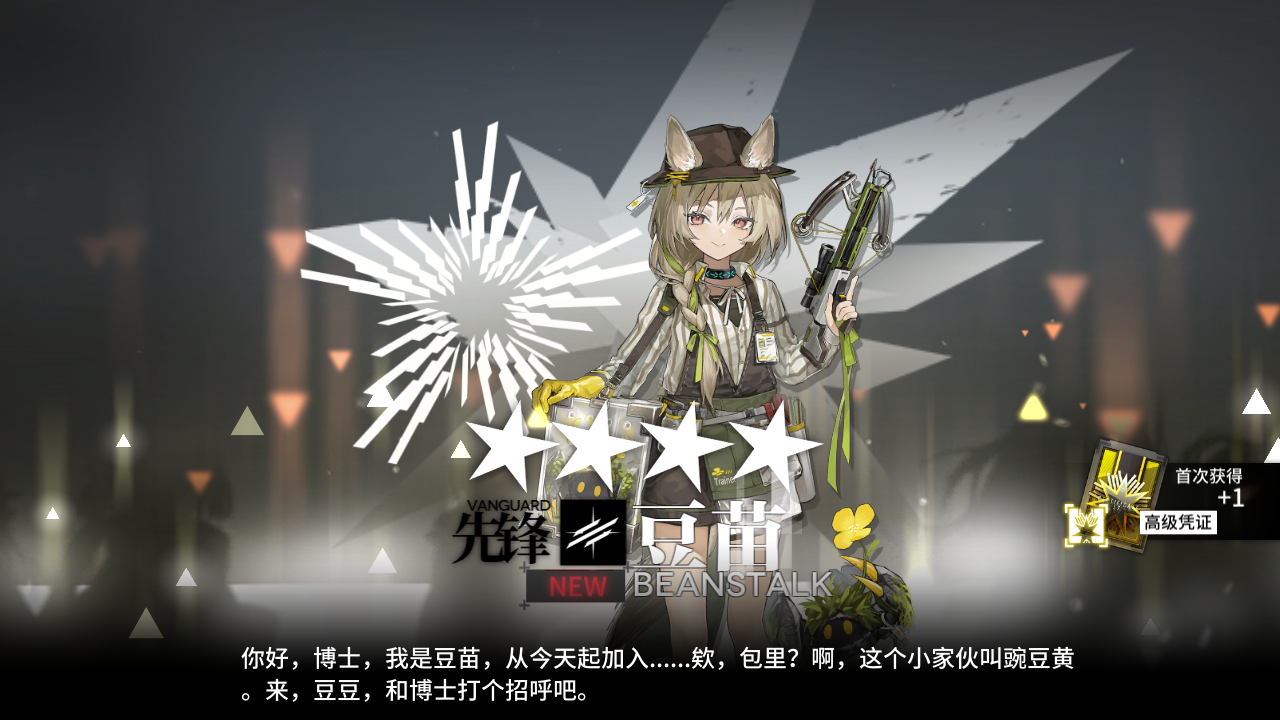 首次获得
+1
高级凭证
Trainee
VANGUARD
先锋
豆苗
NEW
BEANSTALK
你好，博士，我是豆苗，从今天起加入......欸，包里？啊，这个小家伙叫豌豆黄
。来，豆豆，和博士打个招呼吧。